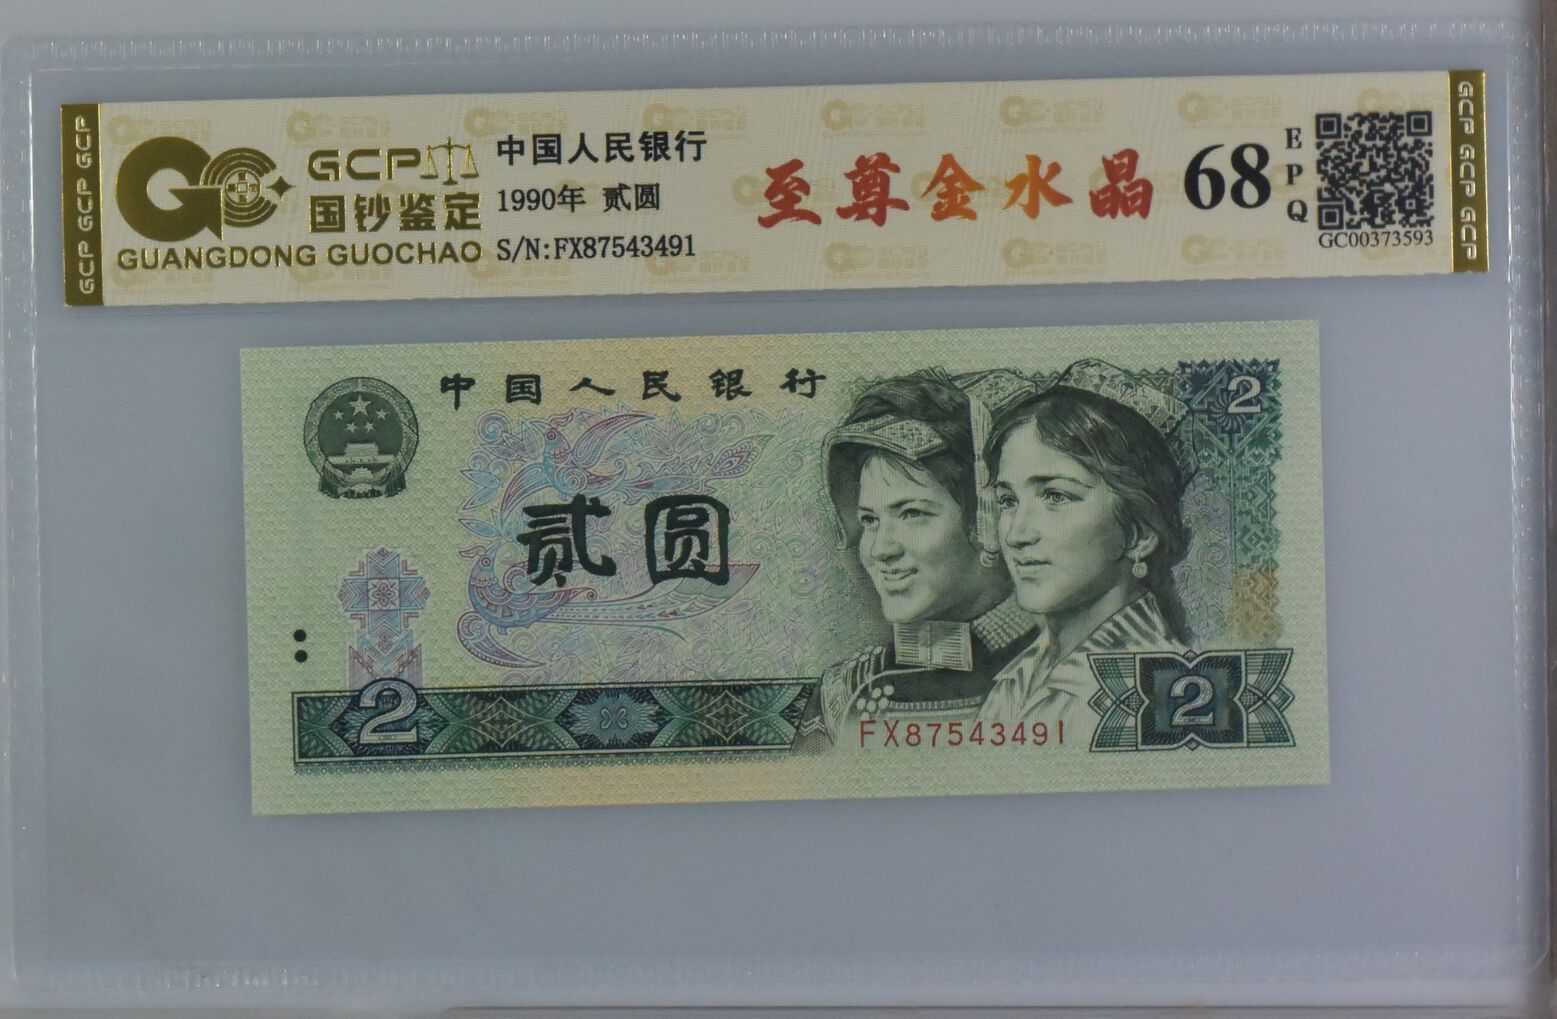 GCP GCP GCP
GCP
国钞鉴定
GUANGDONG GUOCHAO
中国人民银行
1990年 贰圆
S/N:FX87543491
至尊金水晶
68
EPQ
GC00373593
GCP GCP GCP
中国人民银行
2
贰圆
2
FX87543491
2